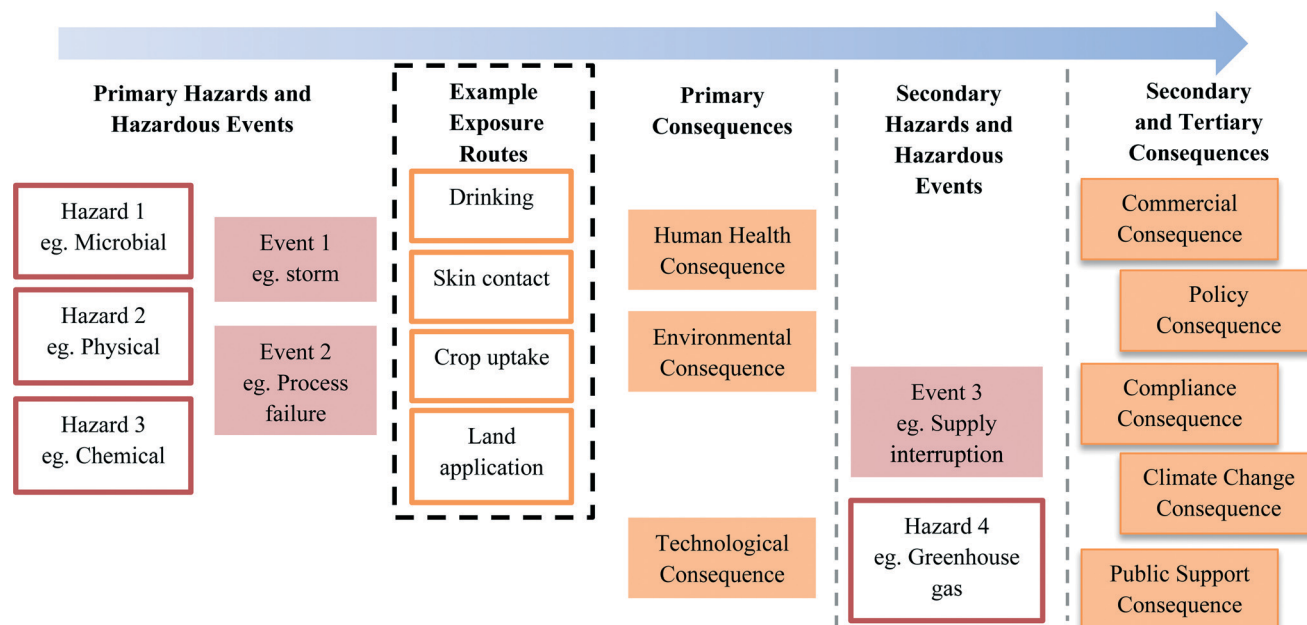 Primary Hazards and
Hazardous Events
Hazard 1
eg. Microbial
Hazard 2
eg. Physical
Hazard 3
eg. Chemical
Event 1
eg. storm
Event 2
eg. Process
failure
Example
Exposure
Routes
Drinking
Skin contact
Crop uptake
Land
application
Primary
Consequences
Human Health
Consequence
Environmental
Consequence
Technological
Consequence
Secondary
Hazards and
Hazardous
Events
Event 3
eg. Supply
interruption
Hazard 4
eg. Greenhouse
gas
Secondary
and Tertiary
Consequences
Commercial
Consequence
Policy
Consequence
Compliance
Consequence
Climate Change
Consequence
Public Support
Consequence